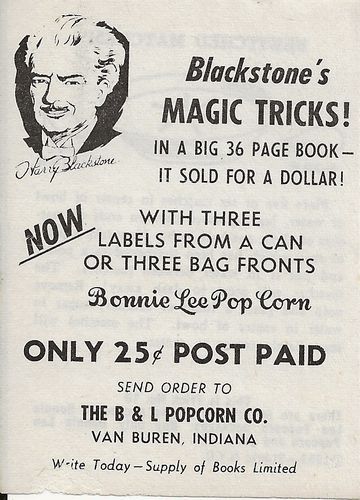 Blackstone's
MAGIC TRICKS!
Harry Blackstone
IN A BIG 36 PAGE BOOK—
IT SOLD FOR A DOLLAR!
NOW
WITH THREE
LABELS FROM A CAN
OR THREE BAG FRONTS
Bonnie Lee Pop Corn
ONLY 25¢ POST PAID
SEND ORDER TO
THE B & L POPCORN CO.
VAN BUREN, INDIANA
Write Today—Supply of Books Limited